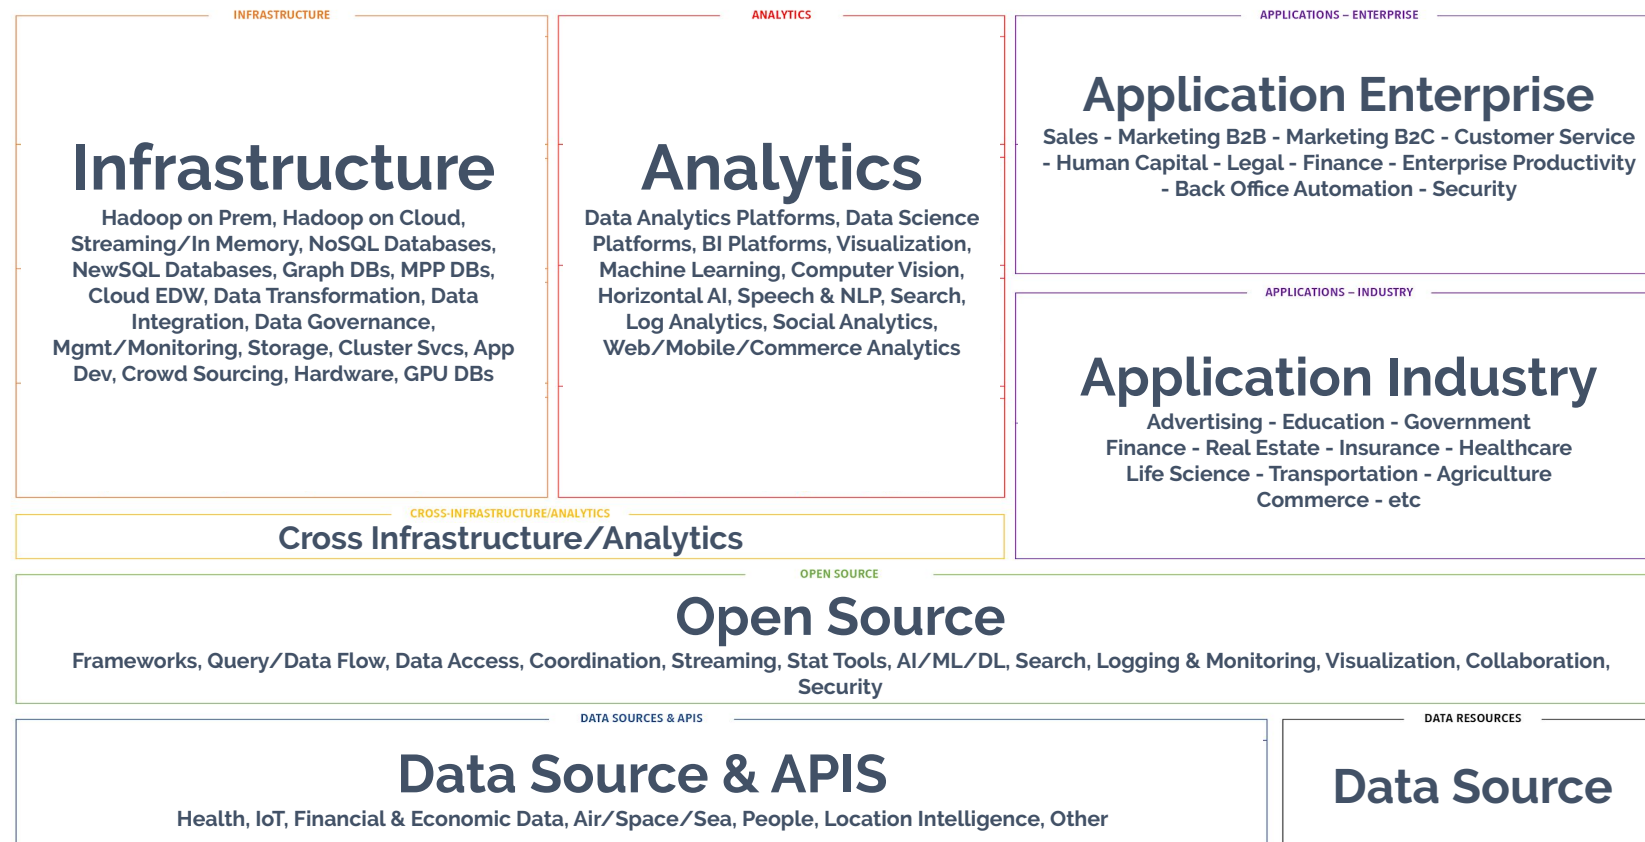 INFRASTRUCTURE
Infrastructure
Hadoop on Prem, Hadoop on Cloud,
Streaming/In Memory, NoSQL Databases,
NewSQL Databases, Graph DBs, MPP DBs,
Cloud EDW, Data Transformation, Data
Integration, Data Governance,
Mgmt/Monitoring, Storage, Cluster Svcs, App
Dev, Crowd Sourcing, Hardware, GPU DBs
ANALYTICS
Analytics
Data Analytics Platforms, Data Science
Platforms, BI Platforms, Visualization,
Machine Learning, Computer Vision,
Horizontal AI, Speech & NLP, Search,
Log Analytics, Social Analytics,
Web/Mobile/Commerce Analytics
APPLICATIONS – ENTERPRISE
Application Enterprise
Sales - Marketing B2B - Marketing B2C - Customer Service
- Human Capital - Legal - Finance - Enterprise Productivity
- Back Office Automation - Security
APPLICATIONS – INDUSTRY
Application Industry
Advertising - Education - Government
Finance - Real Estate - Insurance - Healthcare
Life Science - Transportation - Agriculture
Commerce - etc
CROSS-INFRASTRUCTURE/ANALYTICS
Cross Infrastructure/Analytics
OPEN SOURCE
Open Source
Frameworks, Query/Data Flow, Data Access, Coordination, Streaming, Stat Tools, AI/ML/DL, Search, Logging & Monitoring, Visualization, Collaboration,
Security
DATA SOURCES & APIS
Data Source & APIS
Health, IoT, Financial & Economic Data, Air/Space/Sea, People, Location Intelligence, Other
DATA RESOURCES
Data Source